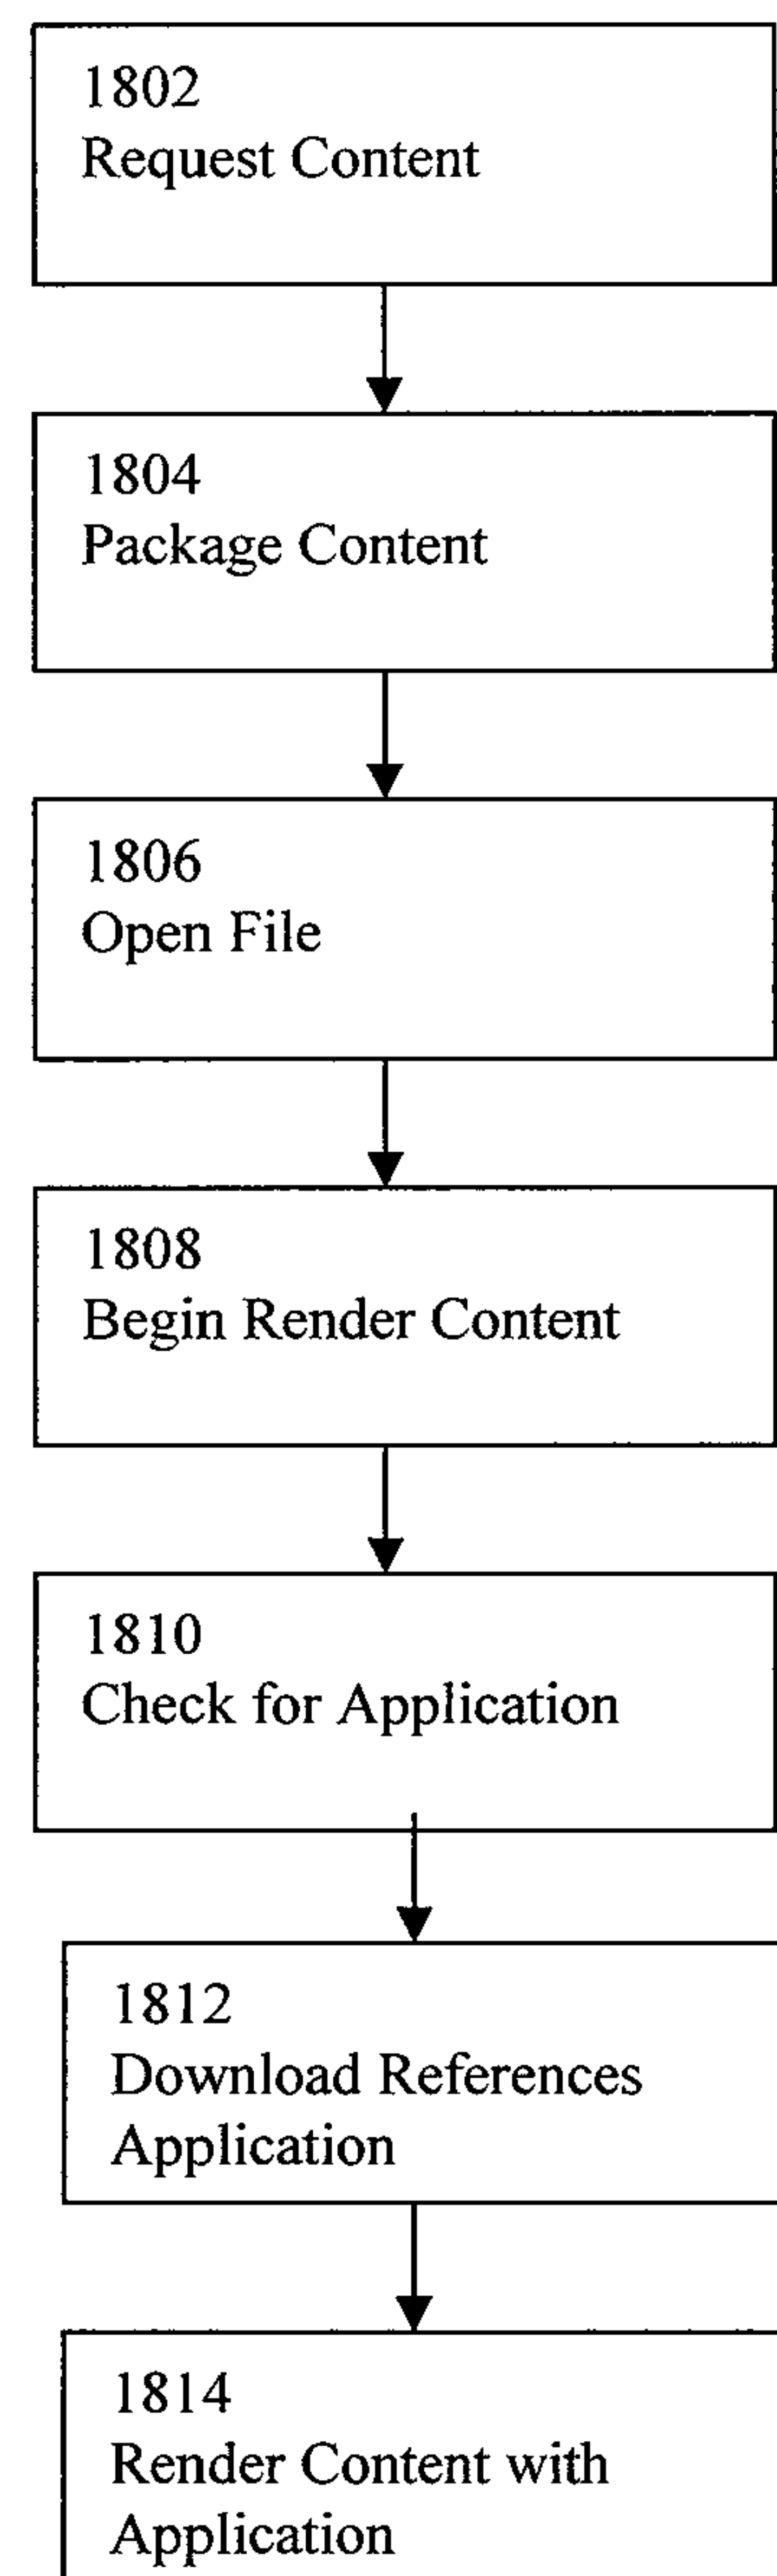 1802
Request Content
1804
Package Content
1806
Open File
1808
Begin Render Content
1810
Check for Application
1812
Download References
Application
1814
Render Content with
Application